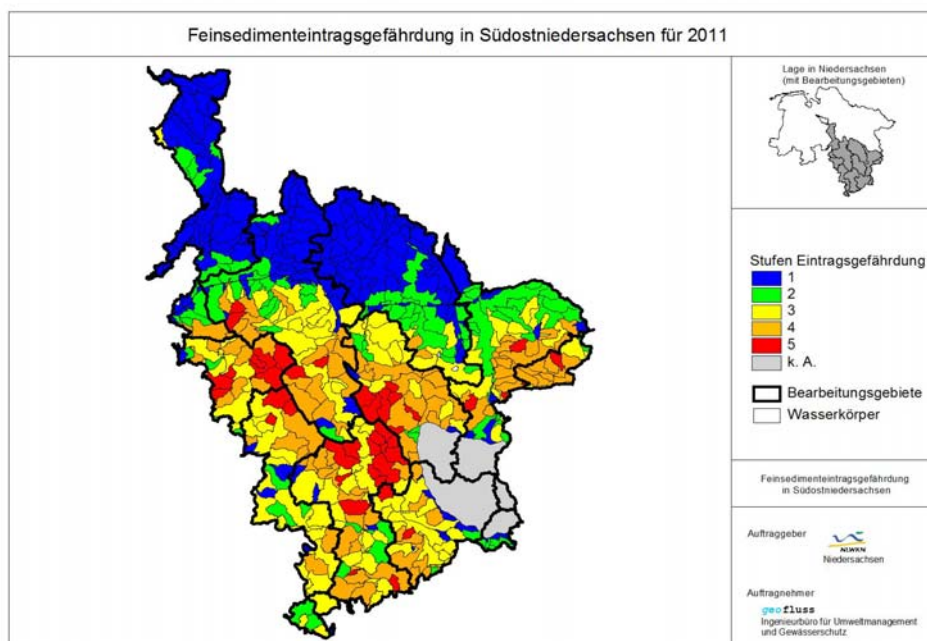 Feinsedimenteintragsgefährdung in Südostniedersachsen für 2011
Lage in Niedersachsen
(mit Bearbeitungsgebieten)
Stufen Eintragsgefährdung
1
2
3
4
5
k. A.
Bearbeitungsgebiete
Wasserkörper
Feinsedimenteintragsgefährdung
in Südostniedersachsen
Auftraggeber
NLWKN
Niedersachsen
Auftragnehmer
geofluss
Ingenieurbüro für Umweltmanagement
und Gewässerschutz